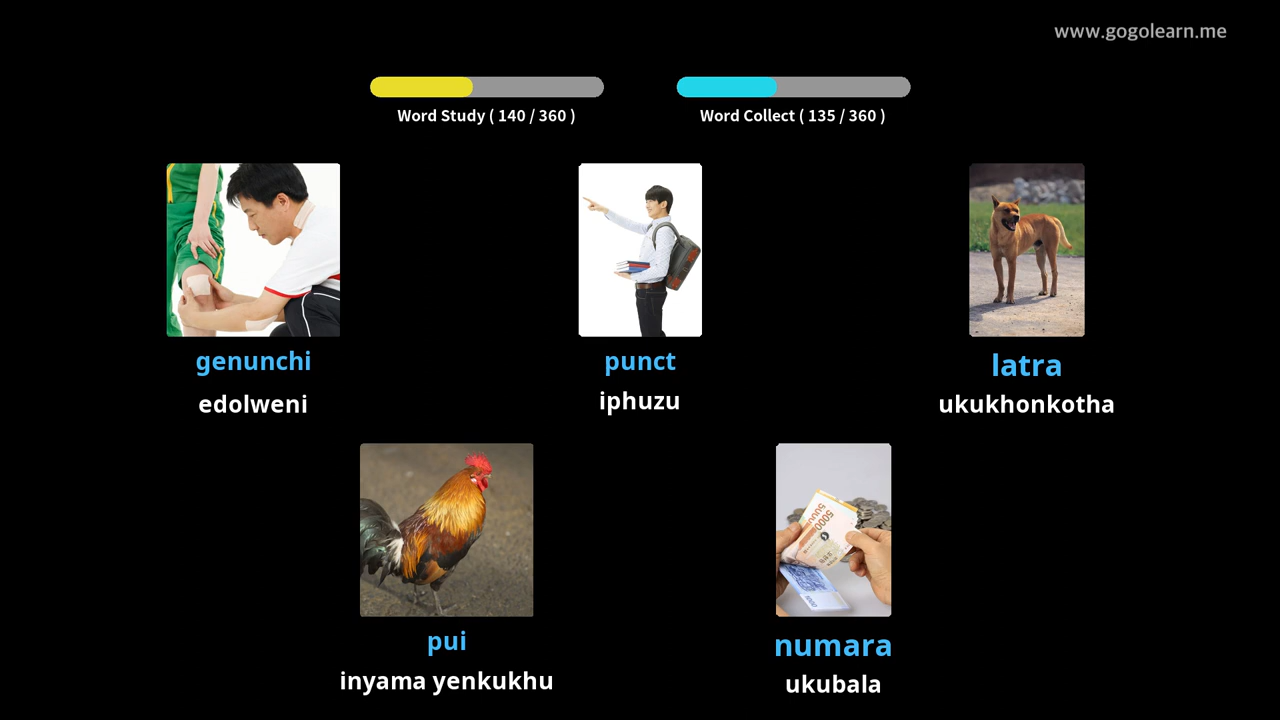 www.gogolearn.me
Word Study ( 140 / 360 )
Word Collect ( 135 / 360 )
genunchi
edolweni
punct
iphuzu
latra
ukukhonkotha
pui
inyama yenkukhu
5000
numara
ukubala